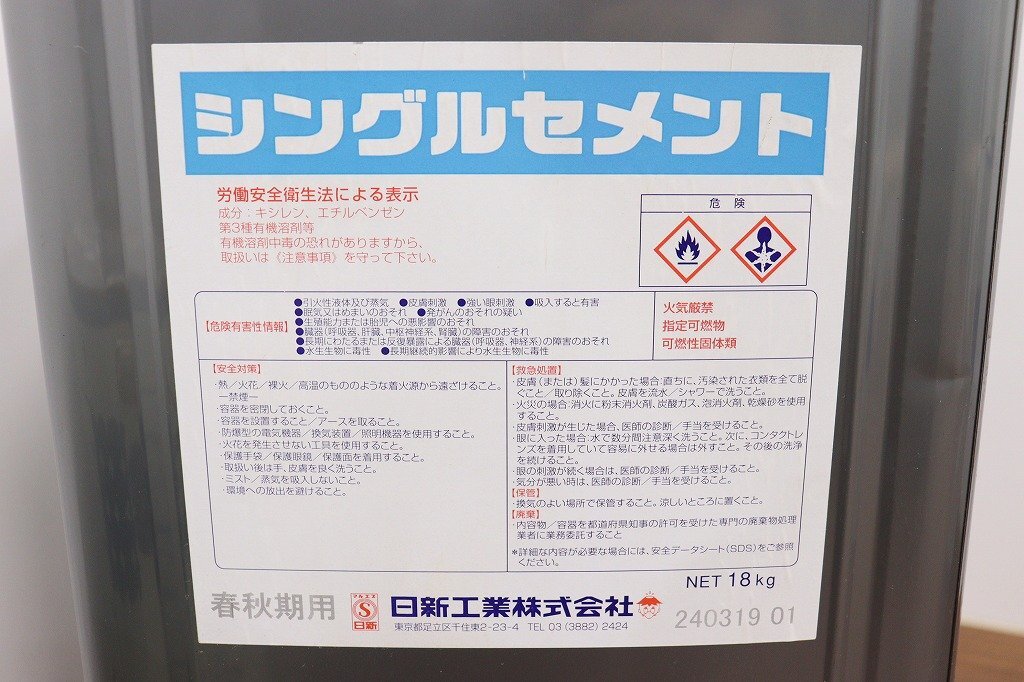 シングルセメント
労働安全衛生法による表示
成分：キシレン、エチルベンゼン
第3種有機溶剤等
有機溶剤中毒の恐れがありますから、
取扱いは〈注意事項〉を守って下さい。
危険
【危険有害性情報】
●引火性液体及び蒸気 ●皮膚刺激 ●強い眼刺激 ●吸入すると有害
●眠気又はめまいのおそれ ●発がんのおそれの疑い
●生殖能力または胎児への悪影響のおそれ
●臓器（呼吸器、肝臓、中枢神経系、腎臓）の障害のおそれ
●長期にわたるまたは反復暴露による臓器（呼吸器、神経系）の障害のおそれ
●水生生物に毒性 ●長期継続的影響により水生生物に毒性
火気厳禁
指定可燃物
可燃性固体類
【安全対策】
・熱／火花／裸火／高温のもののような着火源から遠ざけること。
ー禁煙ー
・容器を密閉しておくこと。
・容器を設置すること／アースを取ること。
・防爆型の電気機器／換気装置／照明機器を使用すること。
・火花を発生させない工具を使用すること。
・保護手袋／保護眼鏡／保護面を着用すること。
・取扱い後は手、皮膚を良く洗うこと。
・ミスト／蒸気を吸入しないこと。
・環境への放出を避けること。
【救急処置】
・皮膚（または）髪にかかった場合：直ちに、汚染された衣類を全て脱
ぐこと／取り除くこと。皮膚を流水／シャワーで洗うこと。
・火災の場合：消火に粉末消火剤、炭酸ガス、泡消火剤、乾燥砂を使用
すること。
・皮膚刺激が生じた場合、医師の診断／手当を受けること。
・眼に入った場合：水で数分間注意深く洗うこと。次に、コンタクトレ
ンズを着用していて容易に外せる場合は外すこと。その後の洗浄
を続けること。
・眼の刺激が続く場合は、医師の診断／手当を受けること。
・気分が悪い時は、医師の診断／手当を受けること。
【保管】
・換気のよい場所で保管すること。涼しいところに置くこと。
【廃棄】
・内容物／容器を都道府県知事の許可を受けた専門の廃棄物処理
業者に業務委託すること
＊詳細な内容が必要な場合には、安全データシート(SDS)をご参照
ください。
NET 18kg
春秋期用
マルエス
S
日新
日新工業株式会社
東京都足立区千住東2-23-4 TEL 03(3882)2424
240319 01